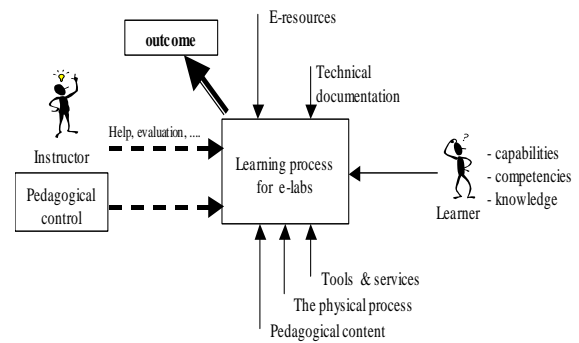 E-resources
outcome
Technical
documentation
?
Help, evaluation, ....
Instructor
Learning process
for e-labs
- capabilities
- competencies
- knowledge
Learner
Pedagogical
control
Tools & services
The physical process
Pedagogical content